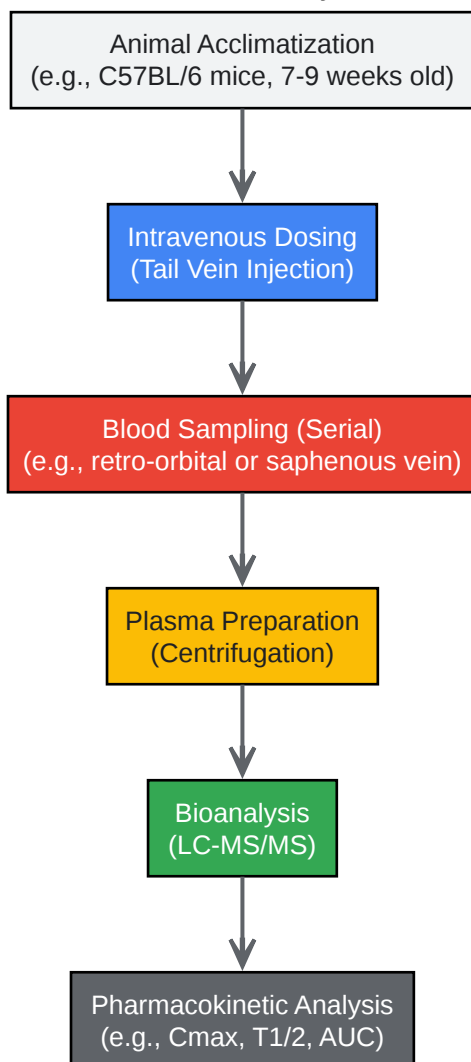 Animal Acclimatization
(e.g., C57BL/6 mice, 7-9 weeks old)
Intravenous Dosing
(Tail Vein Injection)
Blood Sampling (Serial)
(e.g., retro-orbital or saphenous vein)
Plasma Preparation
(Centrifugation)
Bioanalysis
(LC-MS/MS)
Pharmacokinetic Analysis
(e.g., Cmax, T1/2, AUC)